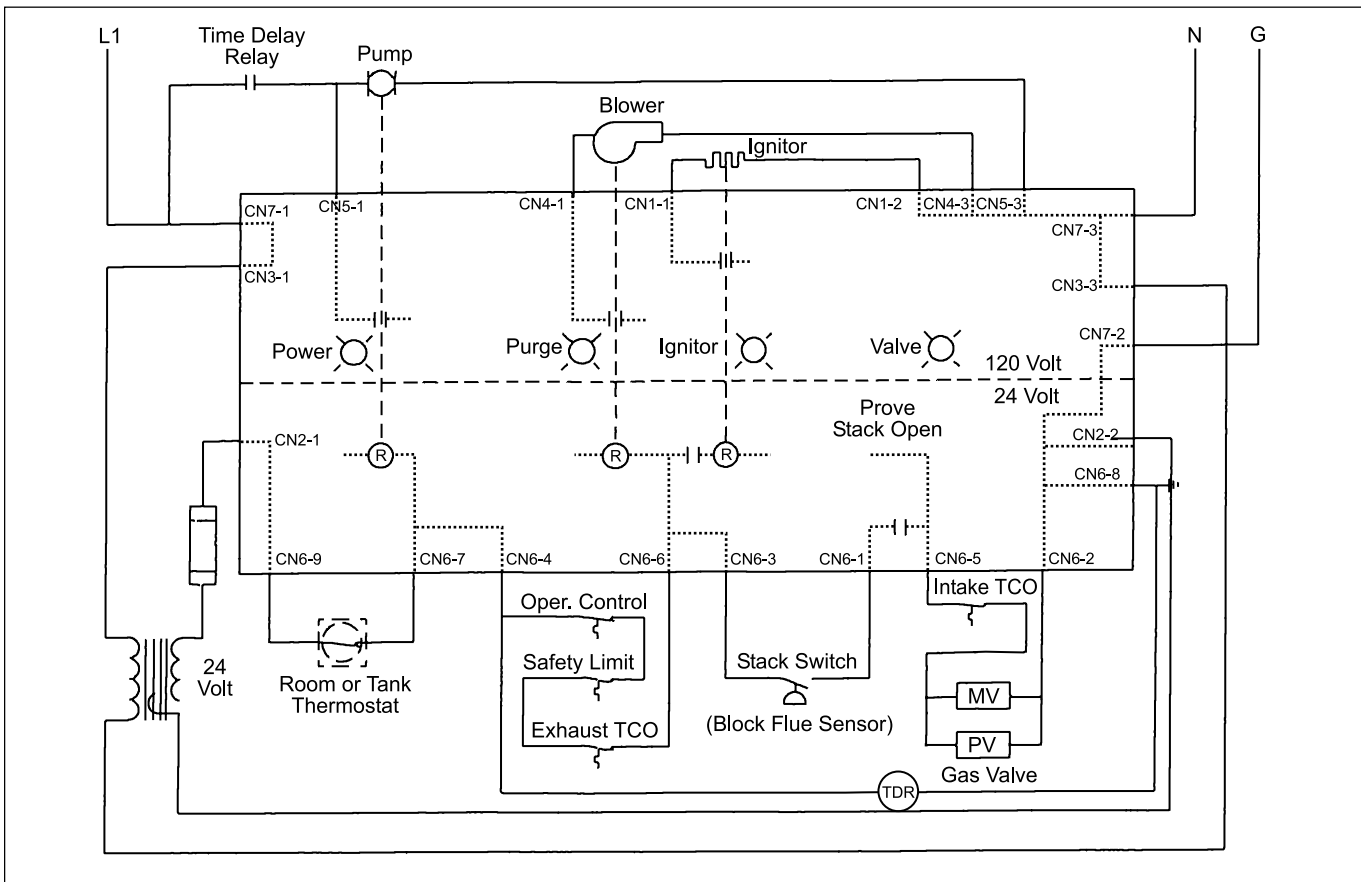 L1
Time Delay
Relay
Pump
N
G
Blower
Ignitor
CN7-1
CN5-1
CN4-1
CN1-1
CN1-2
CN4-3
CN5-3
CN7-3
CN3-1
CN3-3
CN7-2
Power
Purge
Ignitor
Valve
120 Volt
24 Volt
Prove
Stack Open
CN2-1
R
R
R
CN2-2
CN6-8
CN6-9
CN6-7
CN6-4
CN6-6
CN6-3
CN6-1
CN6-5
CN6-2
Oper. Control
Intake TCO
24
Volt
Room or Tank
Thermostat
Safety Limit
Stack Switch
(Block Flue Sensor)
Exhaust TCO
MV
PV
Gas Valve
TDR